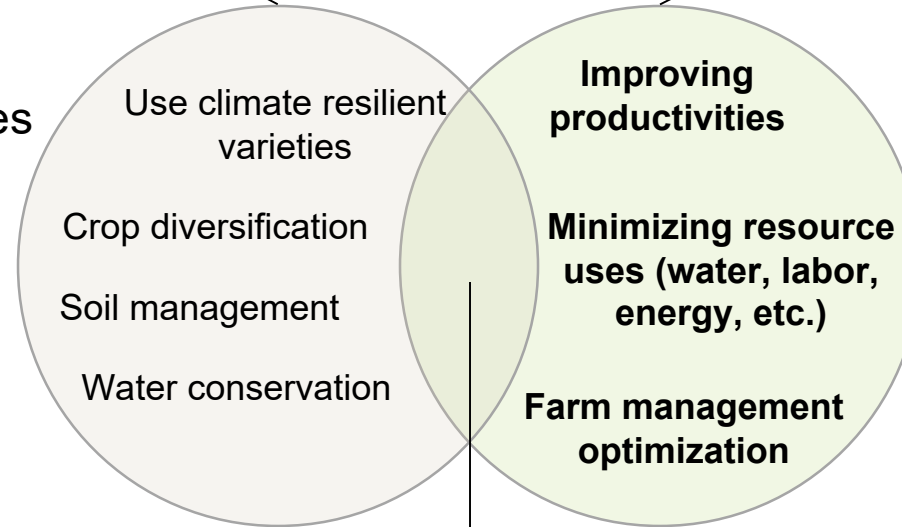 es
Use climate resilient
varieties
Crop diversification
Soil management
Water conservation
Improving
productivities
Minimizing resource
uses (water, labor,
energy, etc.)
Farm management
optimization